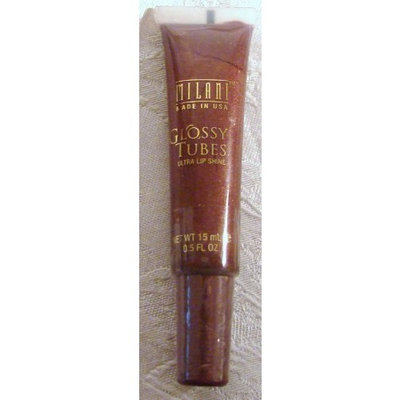 MILANI
MADE IN USA
GLOSSY
TUBES
ULTRA LIP SHINE
NET WT 15 mL e
0.5 FL OZ